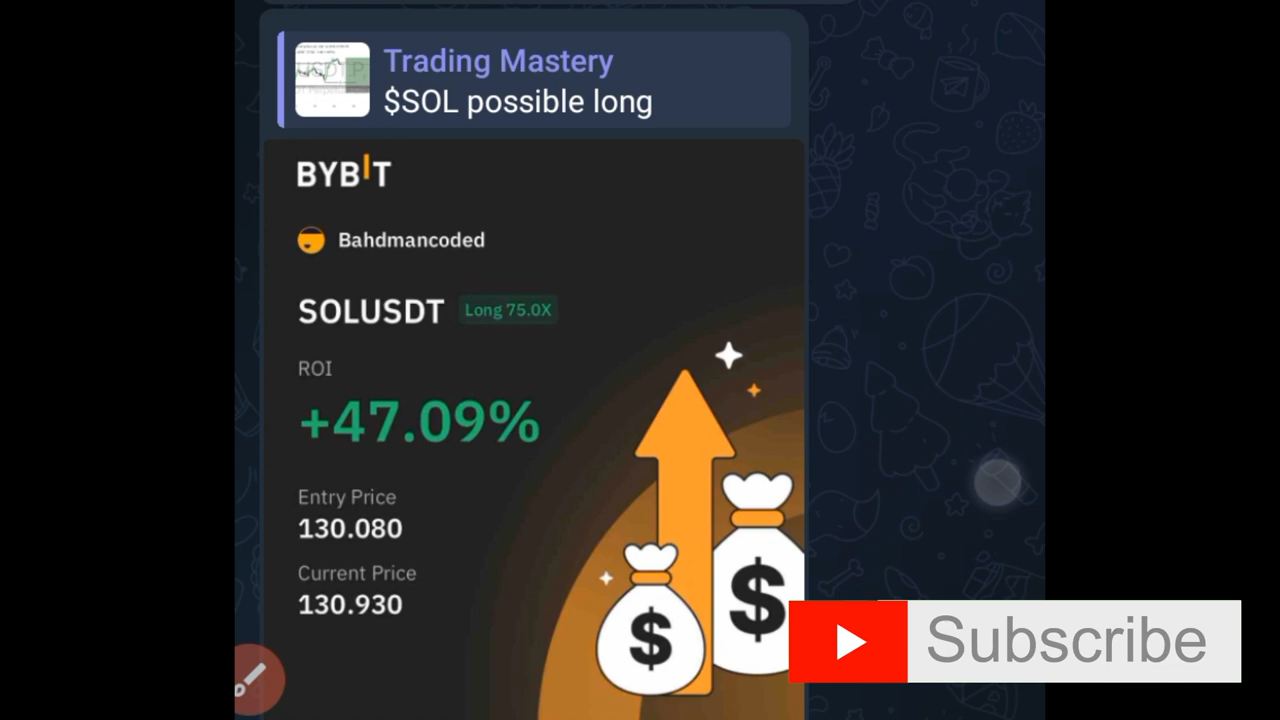 Trading Mastery
$SOL possible long
BYBIT
Bahdmancoded
SOLUSDT Long 75.0X
ROI
+47.09%
Entry Price
130.080
Current Price
130.930
$ $
Subscribe